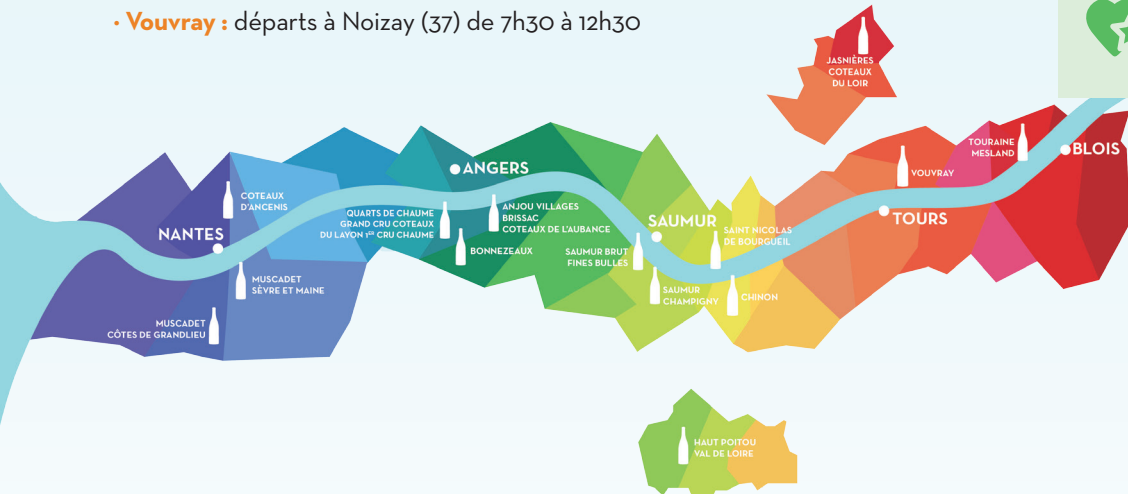 · Vouvray : départs à Noizay (37) de 7h30 à 12h30
JASNIÈRES
COTEAUX
DU LOIR
TOURAINE
MESLAND
BLOIS
VOUVRAY
TOURS
ANGERS
COTEAUX
D'ANCENIS
NANTES
QUARTS DE CHAUME
GRAND CRU COTEAUX
DU LAYON 1ER CRU CHAUME
ANJOU VILLAGES
BRISSAC
COTEAUX DE L'AUBANCE
BONNEZEAUX
SAUMUR
SAINT NICOLAS
DE BOURGUEIL
SAUMUR BRUT
FINES BULLES
SAUMUR
CHAMPIGNY
CHINON
MUSCADET
SÈVRE ET MAINE
MUSCADET
CÔTES DE GRANDLIEU
HAUT POITOU
VAL DE LOIRE